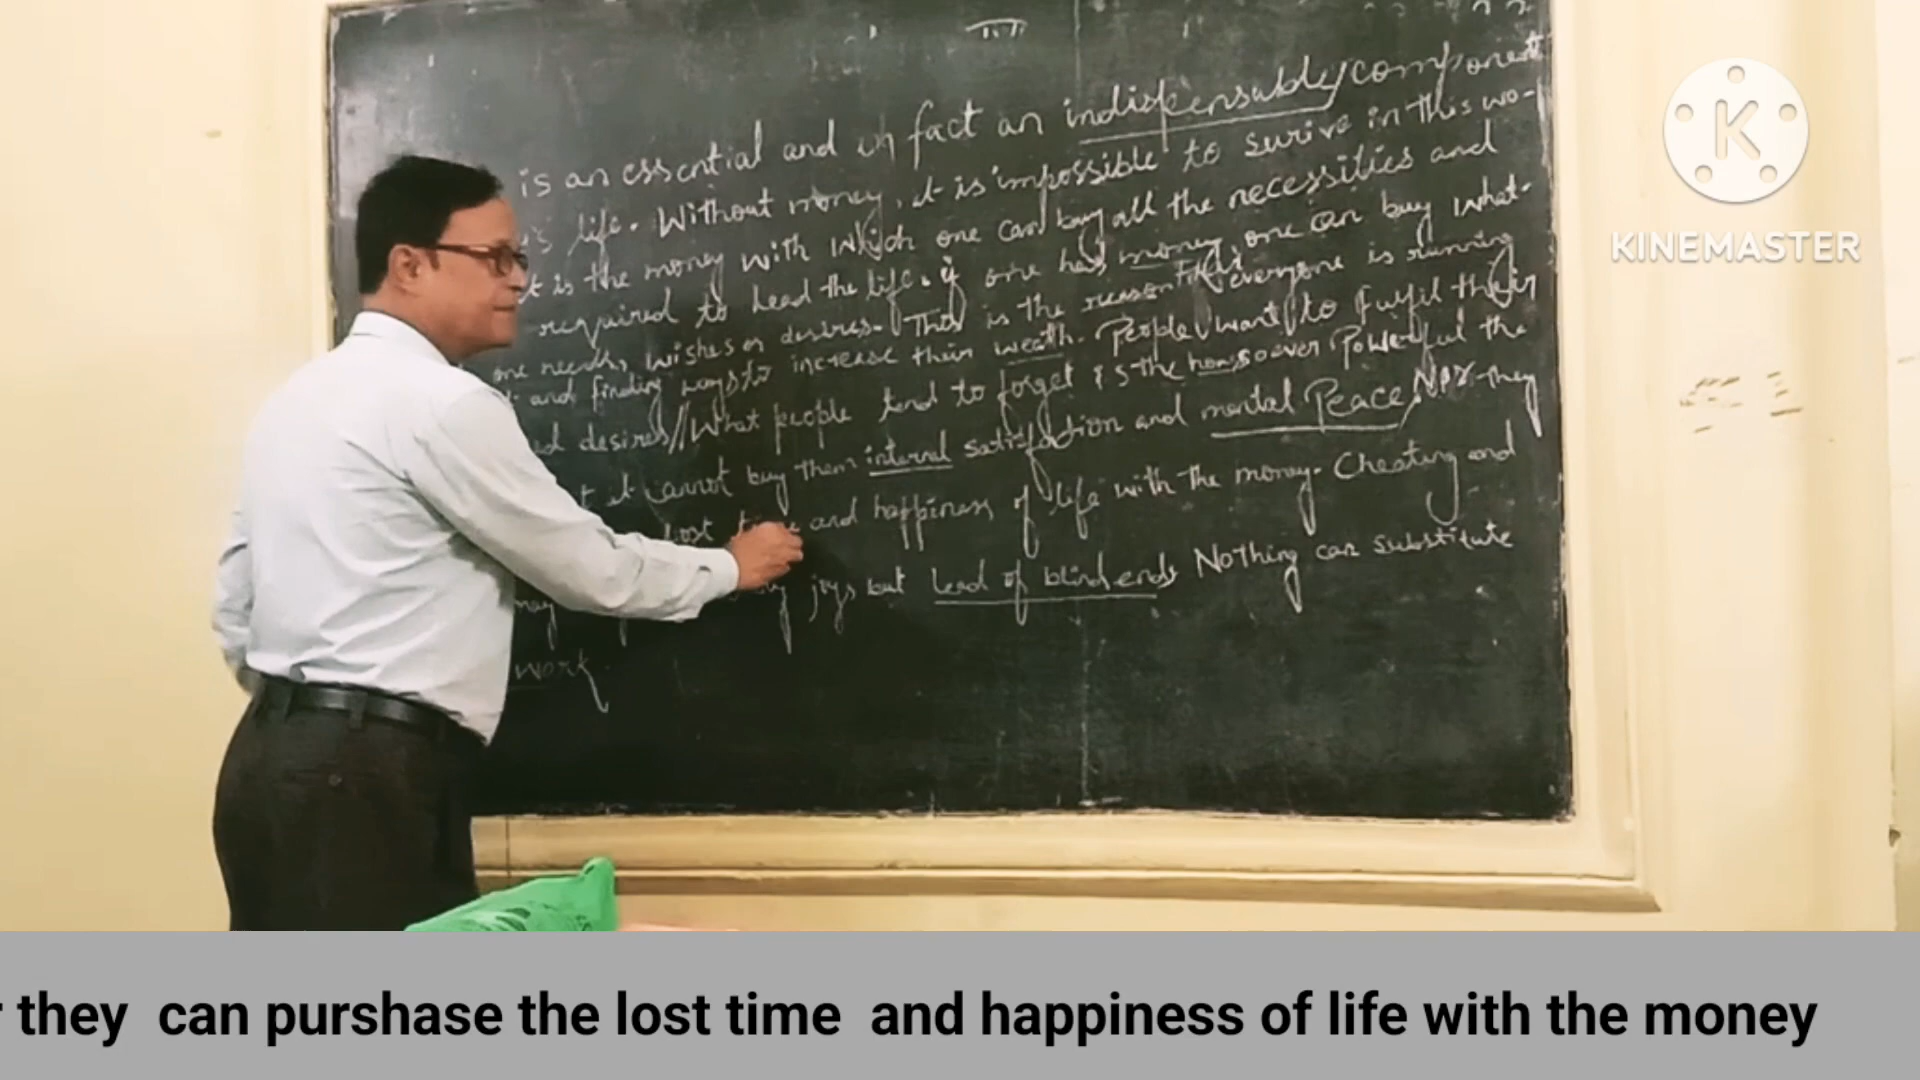 is an essential and in fact an indispensably component
's life. Without money, it is impossible to surive in this wo-
t is the money with which one can buy all the necessities and
required to lead the life. if one has money, one can buy what-
one needs, wishes or desires. This is the reason that everyone is running
and finding ways to increase their weath. People want to fulfil their
ed desires // What people tend to forget is the howsoever Powerful the
t it cannot buy them internal satisfaction and mental Peace, Nor they
lost time and happiness of life with the money. Cheating and
may joys but lead of blind ends Nothing can substitute
work.
K
KINEMASTER
they can purshase the lost time and happiness of life with the money